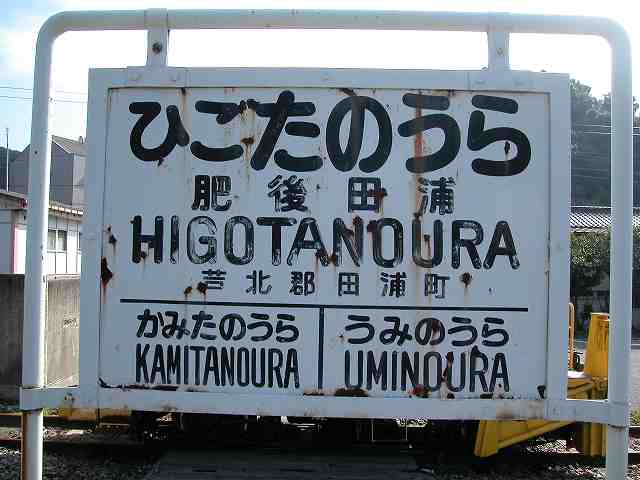 ひごたのうら
肥後田浦
HIGOTANOURA
芦北郡田浦町
かみたのうら うみのうら
KAMITANOURA UMINOURA